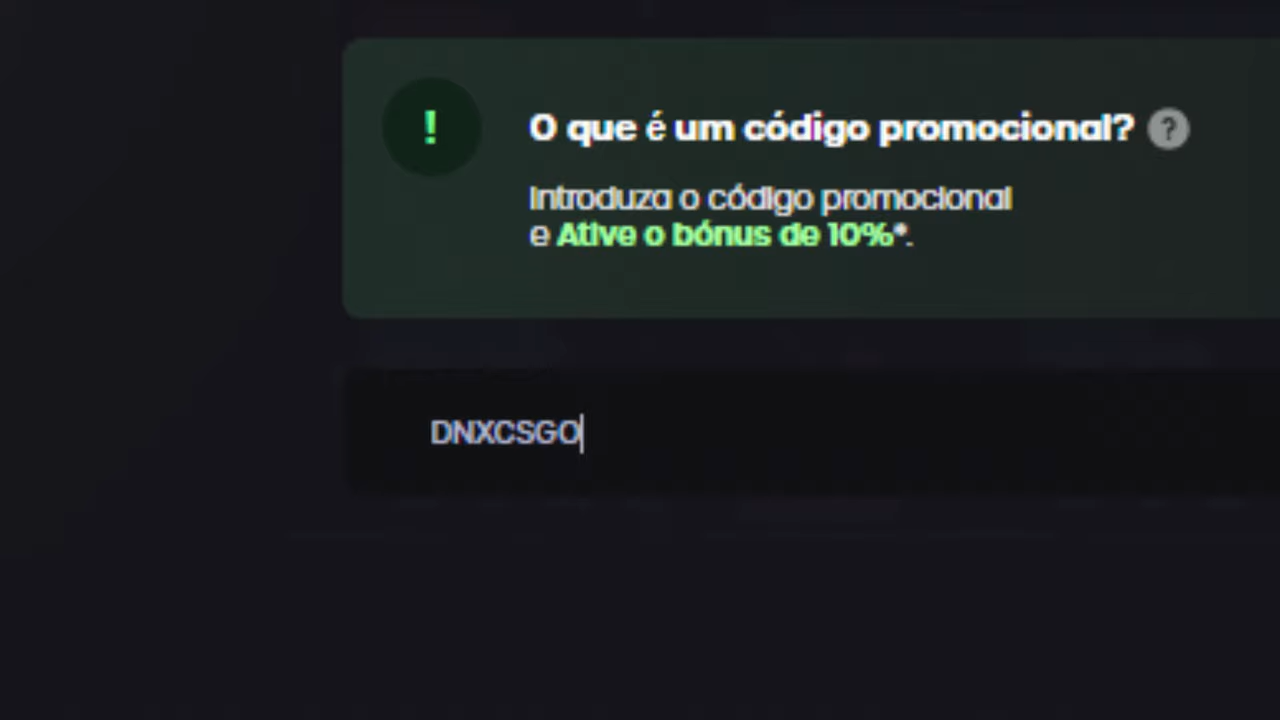 !
O que é um código promocional? ?
Introduza o código promocional
e Ative o bónus de 10%*.
DNXCSGO